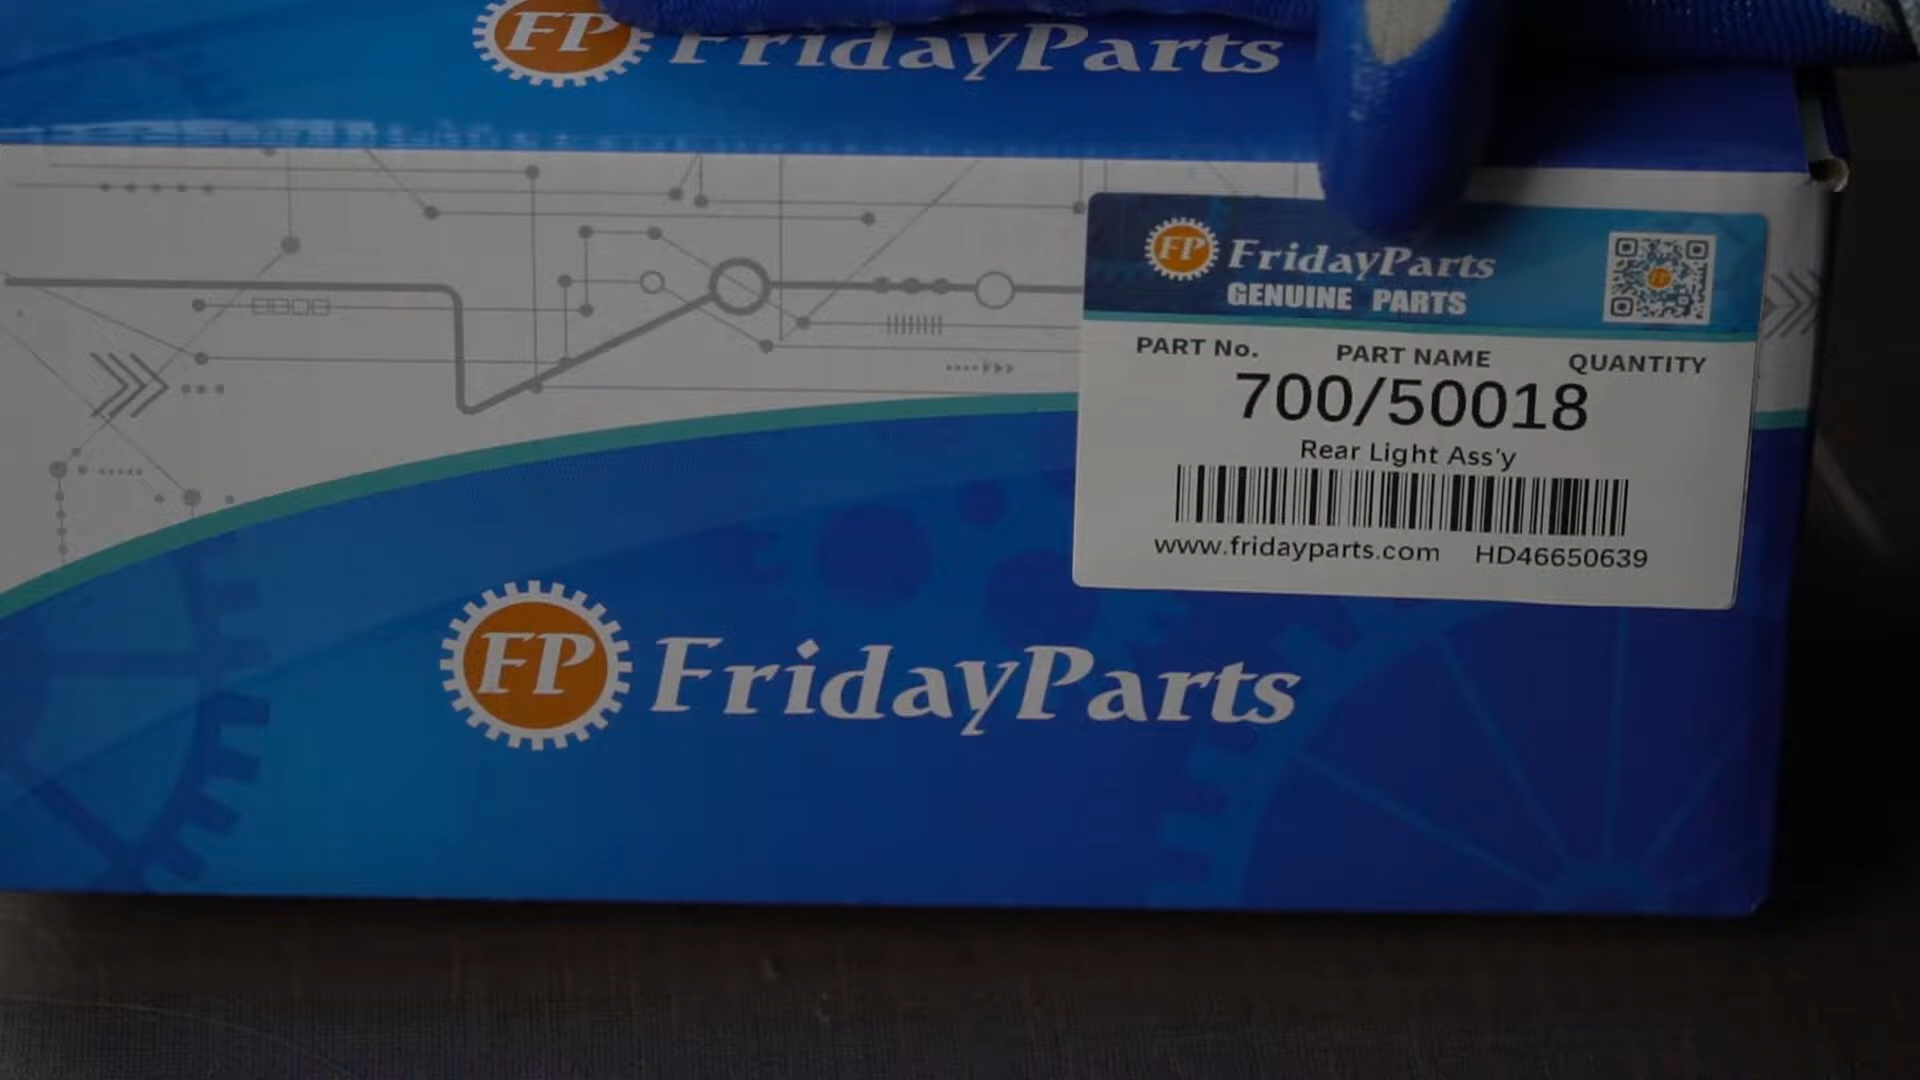 FP FridayParts
FP FridayParts
GENUINE PARTS
PART No. PART NAME QUANTITY
700/50018
Rear Light Ass'y
www.fridayparts.com HD46650639
FP FridayParts